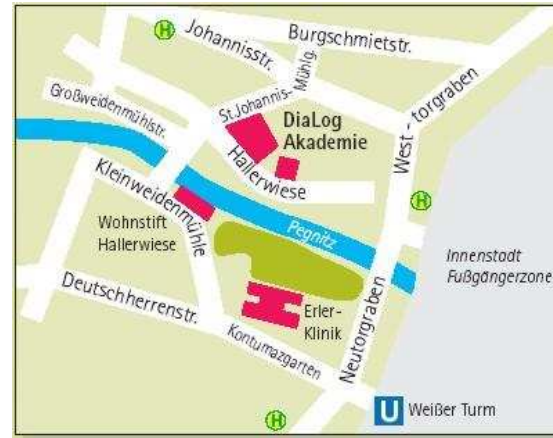 H
Johannisstr.
Burgschmietstr.
Großweidenmühlstr.
St.Johannis-
Mühlg.
DiaLog
Akademie
West-torgraben
Hallerwiese
Kleinweidenmühle
Wohnstift
Hallerwiese
Pegnitz
H
Innenstadt
Fußgängerzone
Deutschherrenstr.
Erler-
Klinik
Neutorgraben
Kontumazgarten
H
U Weißer Turm